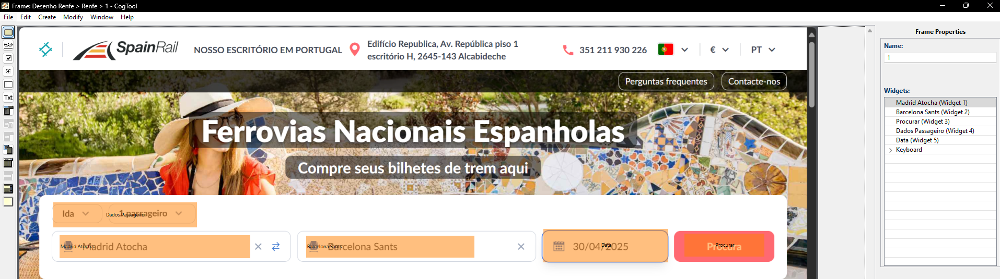 Frame: Desenho Renfe > Renfe > 1 - CogTool
File Edit Create Modify Window Help
SpainRail
NOSSO ESCRITÓRIO EM PORTUGAL
Edifício Republica, Av. República piso 1
escritório H, 2645-143 Alcabideche
351 211 930 226
€
PT
Perguntas frequentes
Contacte-nos
Ferrovias Nacionais Espanholas
Compre seus bilhetes de trem aqui
Ida
1 passageiro
Dados Passageiro
Madrid Atocha
Madrid Atocha
Barcelona Sants
Barcelona Sants
30/04/2025
Data
Procura
Procurar
Txt
Frame Properties
Name:
1
Widgets:
Madrid Atocha (Widget 1)
Barcelona Sants (Widget 2)
Procurar (Widget 3)
Dados Passageiro (Widget 4)
Data (Widget 5)
Keyboard